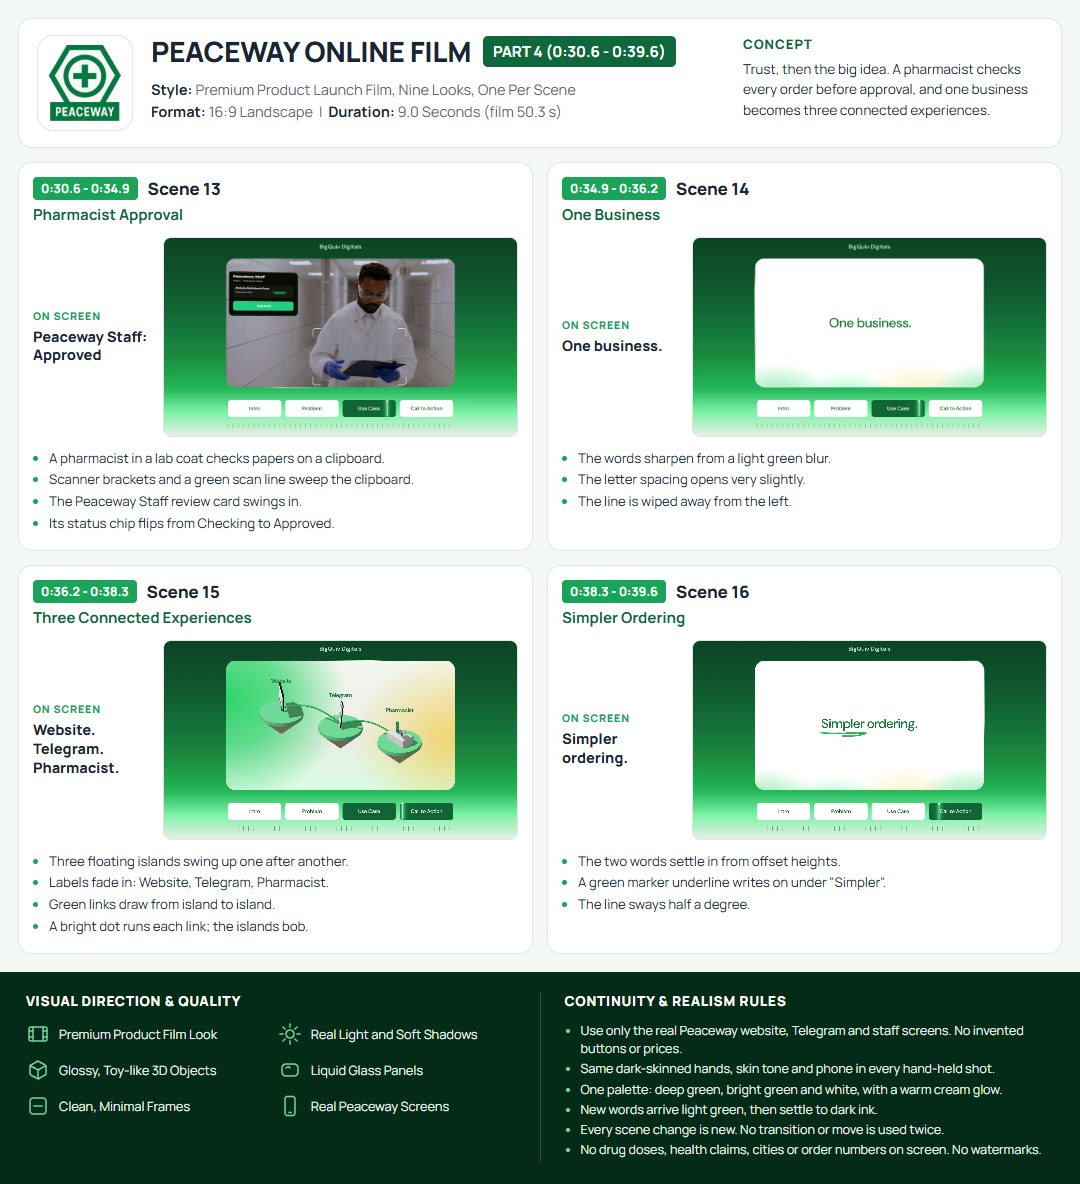 PEACEWAY
PEACEWAY ONLINE FILM
PART 4 (0:30.6 - 0:39.6)
Style: Premium Product Launch Film, Nine Looks, One Per Scene
Format: 16:9 Landscape | Duration: 9.0 Seconds (film 50.3 s)
CONCEPT
Trust, then the big idea. A pharmacist checks
every order before approval, and one business
becomes three connected experiences.
0:30.6 - 0:34.9 Scene 13
Pharmacist Approval
ON SCREEN
Peaceway Staff:
Approved
BigQuiv Digitals
Peaceway Staff
Approved
Intro Problem Use Case Call to Action
A pharmacist in a lab coat checks papers on a clipboard.
Scanner brackets and a green scan line sweep the clipboard.
The Peaceway Staff review card swings in.
Its status chip flips from Checking to Approved.
0:34.9 - 0:36.2 Scene 14
One Business
ON SCREEN
One business.
BigQuiv Digitals
One business.
Intro Problem Use Case Call to Action
The words sharpen from a light green blur.
The letter spacing opens very slightly.
The line is wiped away from the left.
0:36.2 - 0:38.3 Scene 15
Three Connected Experiences
ON SCREEN
Website.
Telegram.
Pharmacist.
BigQuiv Digitals
Website
Telegram
Pharmacist
Intro Problem Use Case Call to Action
Three floating islands swing up one after another.
Labels fade in: Website, Telegram, Pharmacist.
Green links draw from island to island.
A bright dot runs each link; the islands bob.
0:38.3 - 0:39.6 Scene 16
Simpler Ordering
ON SCREEN
Simpler
ordering.
BigQuiv Digitals
Simpler ordering.
Intro Problem Use Case Call to Action
The two words settle in from offset heights.
A green marker underline writes on under "Simpler".
The line sways half a degree.
VISUAL DIRECTION & QUALITY
Premium Product Film Look
Real Light and Soft Shadows
Glossy, Toy-like 3D Objects
Liquid Glass Panels
Clean, Minimal Frames
Real Peaceway Screens
CONTINUITY & REALISM RULES
Use only the real Peaceway website, Telegram and staff screens. No invented
buttons or prices.
Same dark-skinned hands, skin tone and phone in every hand-held shot.
One palette: deep green, bright green and white, with a warm cream glow.
New words arrive light green, then settle to dark ink.
Every scene change is new. No transition or move is used twice.
No drug doses, health claims, cities or order numbers on screen. No watermarks.